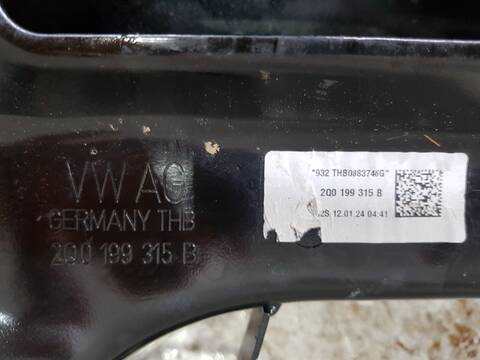 VW AG
GERMANY THB
2Q0 199 315 B
*932 THB0883746G*
2Q0 199 315 B
12.01.24 04:41